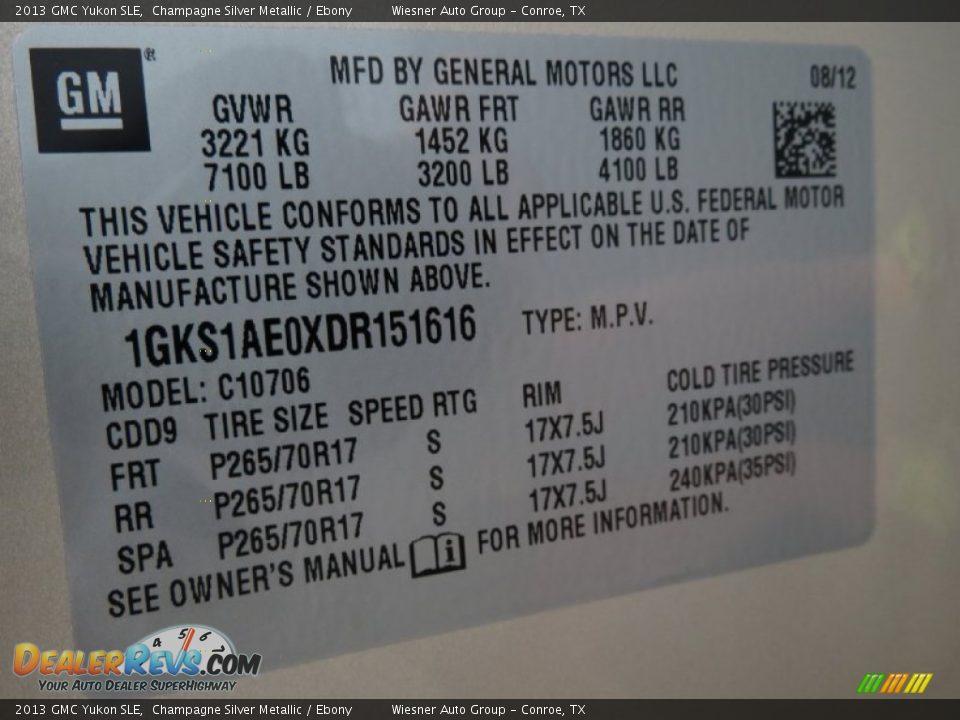 2013 GMC Yukon SLE, Champagne Silver Metallic / Ebony Wiesner Auto Group - Conroe, TX
GM ®
MFD BY GENERAL MOTORS LLC 08/12
GVWR GAWR FRT GAWR RR
3221 KG 1452 KG 1860 KG
7100 LB 3200 LB 4100 LB
THIS VEHICLE CONFORMS TO ALL APPLICABLE U.S. FEDERAL MOTOR
VEHICLE SAFETY STANDARDS IN EFFECT ON THE DATE OF
MANUFACTURE SHOWN ABOVE.
1GKS1AE0XDR151616 TYPE: M.P.V.
MODEL: C10706
CDD9 TIRE SIZE SPEED RTG RIM COLD TIRE PRESSURE
FRT P265/70R17 S 17X7.5J 210KPA(30PSI)
RR P265/70R17 S 17X7.5J 210KPA(30PSI)
SPA P265/70R17 S 17X7.5J 240KPA(35PSI)
SEE OWNER'S MANUAL i FOR MORE INFORMATION.
4 5 6 7
DEALERREVS.COM
YOUR AUTO DEALER SUPERHIGHWAY
2013 GMC Yukon SLE, Champagne Silver Metallic / Ebony Wiesner Auto Group - Conroe, TX